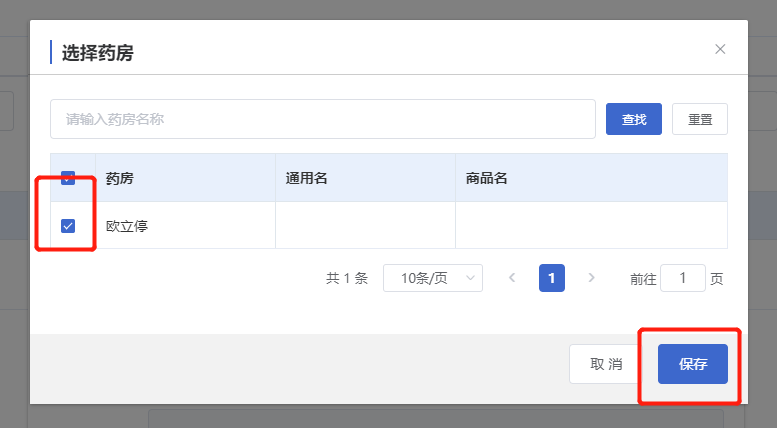 选择药房
请输入药房名称 查找 重置
药房 通用名 商品名
欧立停
共 1 条 10条/页 1 前往 1 页
取 消 保存